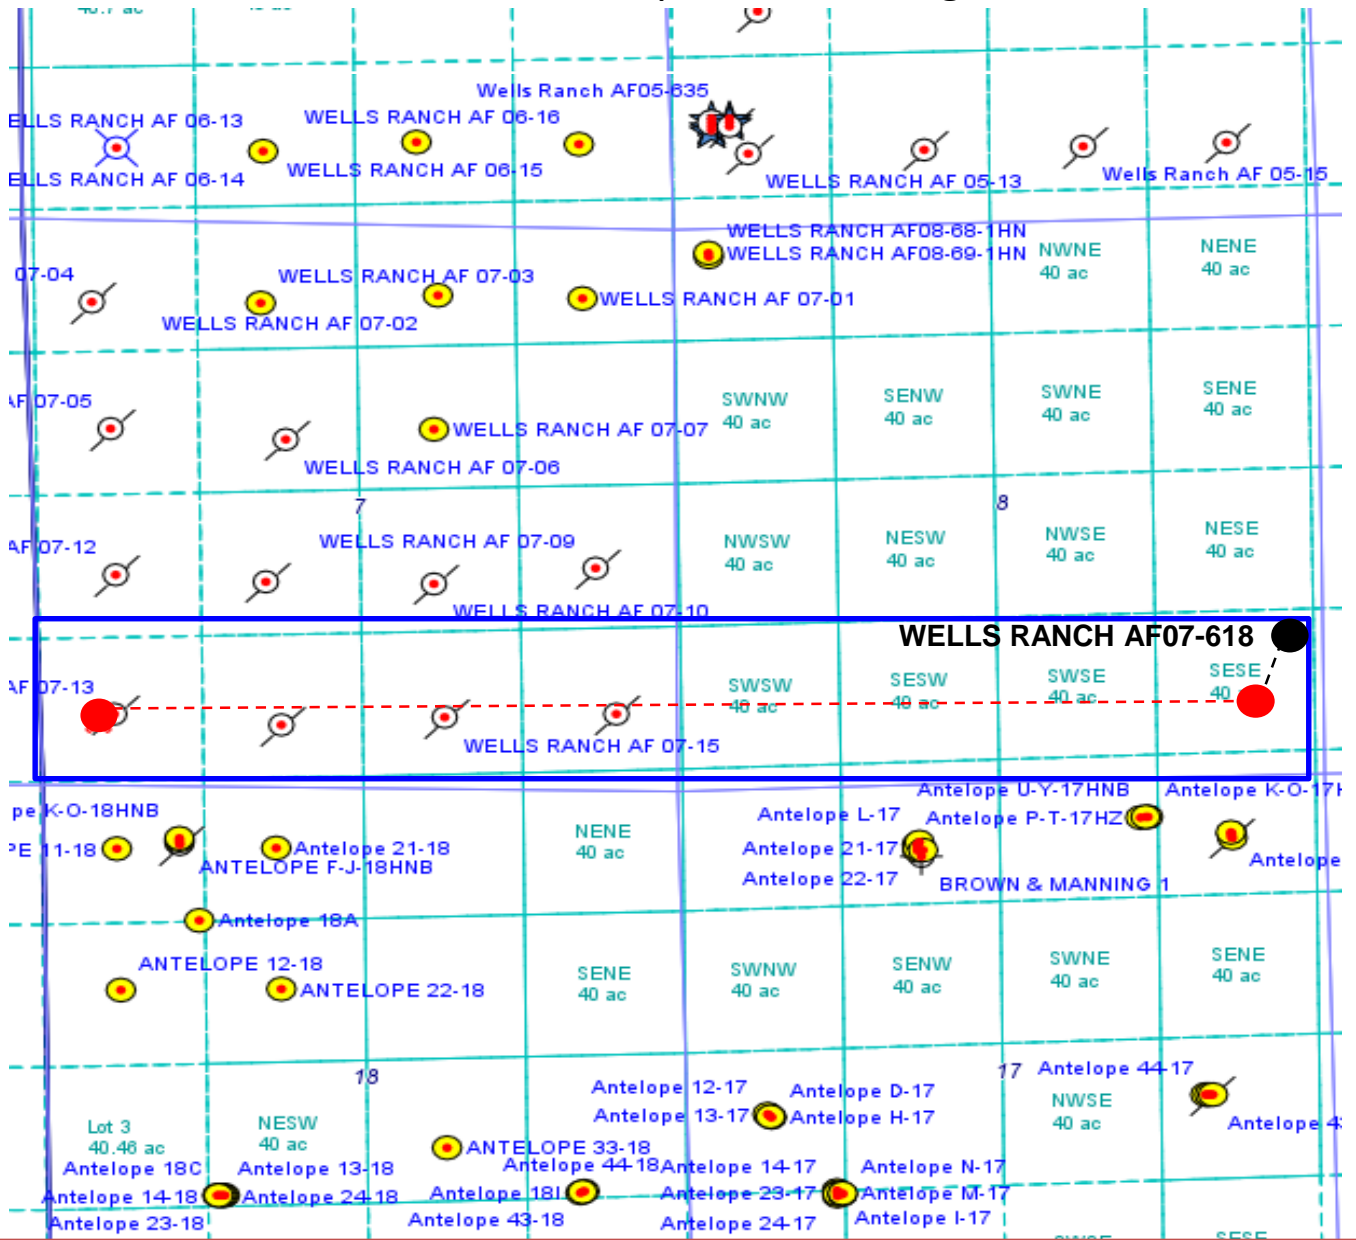 Wells Ranch AF05-635
ELLS RANCH AF 06-13
WELLS RANCH AF 06-16
ELLS RANCH AF 06-14
WELLS RANCH AF 06-15
WELLS RANCH AF 05-13
Wells Ranch AF 05-15
WELLS RANCH AF08-68-1HN
WELLS RANCH AF08-69-1HN
NWNE
40 ac
NENE
40 ac
07-04
WELLS RANCH AF 07-03
WELLS RANCH AF 07-01
WELLS RANCH AF 07-02
AF 07-05
SWNW
40 ac
SENW
40 ac
SWNE
40 ac
SENE
40 ac
WELLS RANCH AF 07-07
WELLS RANCH AF 07-06
7
8
AF 07-12
WELLS RANCH AF 07-09
NWSW
40 ac
NESW
40 ac
NWSE
40 ac
NESE
40 ac
WELLS RANCH AF 07-10
WELLS RANCH AF07-618
AF 07-13
SWSW
40 ac
SESW
40 ac
SWSE
40 ac
SESE
40
WELLS RANCH AF 07-15
pe K-O-18HNB
Antelope U-Y-17HNB
Antelope K-O-17H
Antelope L-17
Antelope P-T-17HZ
PE 11-18
Antelope 21-18
NENE
40 ac
Antelope 21-17
Antelope
ANTELOPE F-J-18HNB
Antelope 22-17
BROWN & MANNING 1
Antelope 18A
ANTELOPE 12-18
ANTELOPE 22-18
SENE
40 ac
SWNW
40 ac
SENW
40 ac
SWNE
40 ac
SENE
40 ac
18
17
Antelope 44-17
Antelope 12-17
Antelope D-17
Antelope 13-17
Antelope H-17
NWSE
40 ac
Lot 3
40.46 ac
NESW
40 ac
ANTELOPE 33-18
Antelope 18C
Antelope 13-18
Antelope 44-18
Antelope 14-17
Antelope N-17
Antelope 14-18
Antelope 24-18
Antelope 18I
Antelope 23-17
Antelope M-17
Antelope 23-18
Antelope 43-18
Antelope 24-17
Antelope I-17